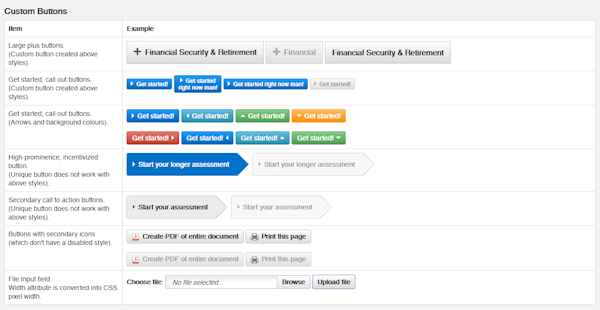 Custom Buttons
Item Example
Large plus buttons.
(Custom button created above
styles).
Financial Security & Retirement Financial Financial Security & Retirement
Get started, call out buttons.
(Custom button created above
styles).
Get started! Get started
right now man! Get started right now man! Get started!
Get started, call out buttons.
(Arrows and background colours).
Get started! Get started! Get started! Get started!
Get started! Get started! Get started! Get started!
High-prominence, incentivized
button.
(Unique button does not work with
above styles).
Start your longer assessment Start your longer assessment
Secondary call to action buttons.
(Unique button does not work with
above styles).
Start your assessment Start your assessment
Buttons with secondary icons
(which don't have a disabled style).
Create PDF of entire document Print this page
Create PDF of entire document Print this page
File Input field.
Width attribute is converted into CSS
pixel width.
Choose file No file selected... Browse Upload file